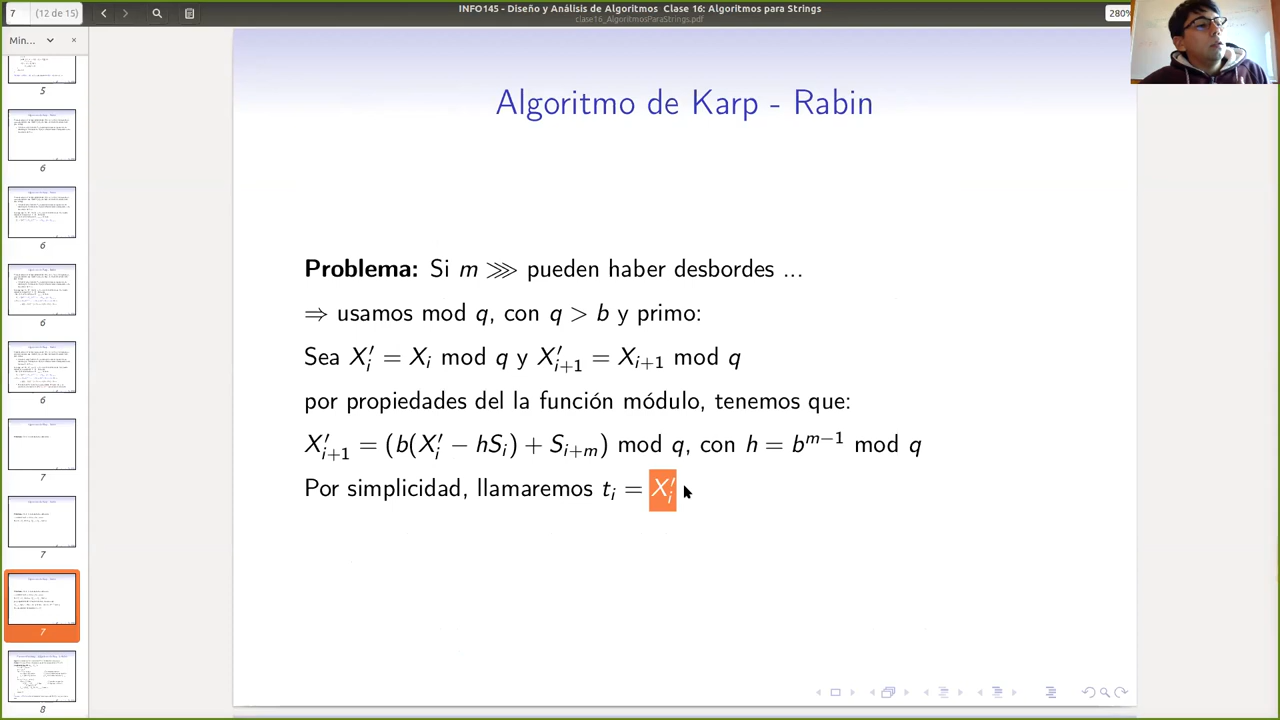 7
(12 de 15)
INFO145 - Diseño y Análisis de Algoritmos Clase 16: Algoritmos para Strings
clase16_AlgoritmosParaStrings.pdf
280%
Min...
5
6
6
6
6
7
7
7
8
Algoritmo de Karp - Rabin
Problema: Si m ⋙ pueden haber desbordes ...
⇒ usamos mod q, con q > b y primo:
Sea X′ᵢ = Xᵢ mod q y X′ᵢ₊₁ = Xᵢ₊₁ mod q
por propiedades del la función módulo, tenemos que:
X′ᵢ₊₁ = (b(X′ᵢ − hSᵢ) + Sᵢ₊ₘ) mod q, con h = bᵐ⁻¹ mod q
Por simplicidad, llamaremos tᵢ = X′ᵢ